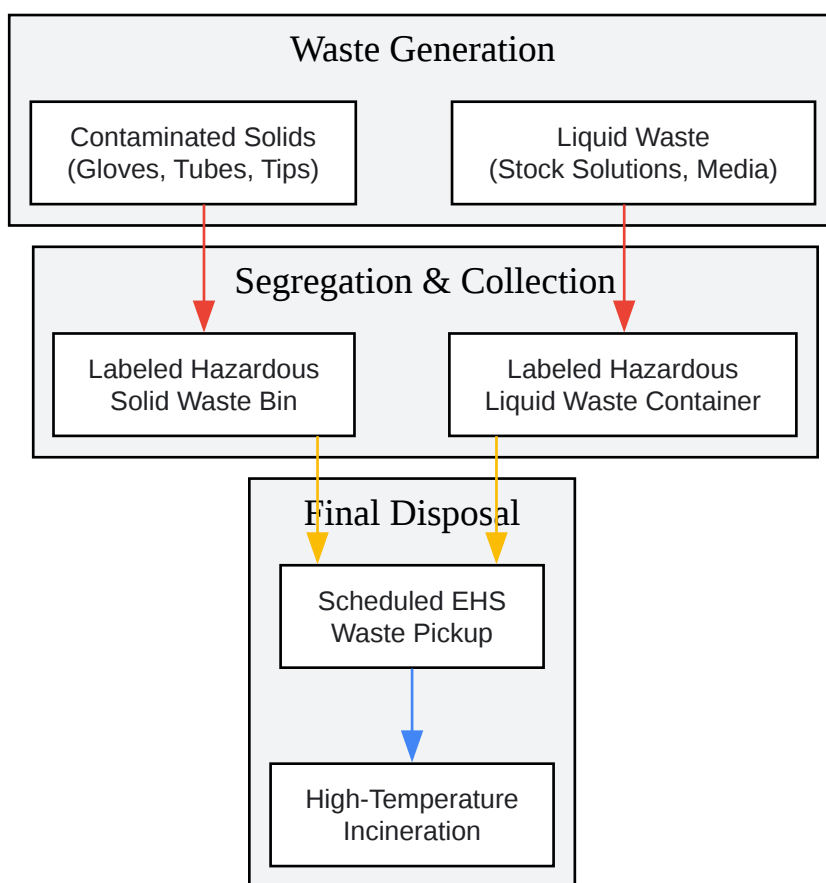 Waste Generation
Contaminated Solids
(Gloves, Tubes, Tips)
Liquid Waste
(Stock Solutions, Media)
Segregation & Collection
Labeled Hazardous
Solid Waste Bin
Labeled Hazardous
Liquid Waste Container
Final Disposal
Scheduled EHS
Waste Pickup
High-Temperature
Incineration